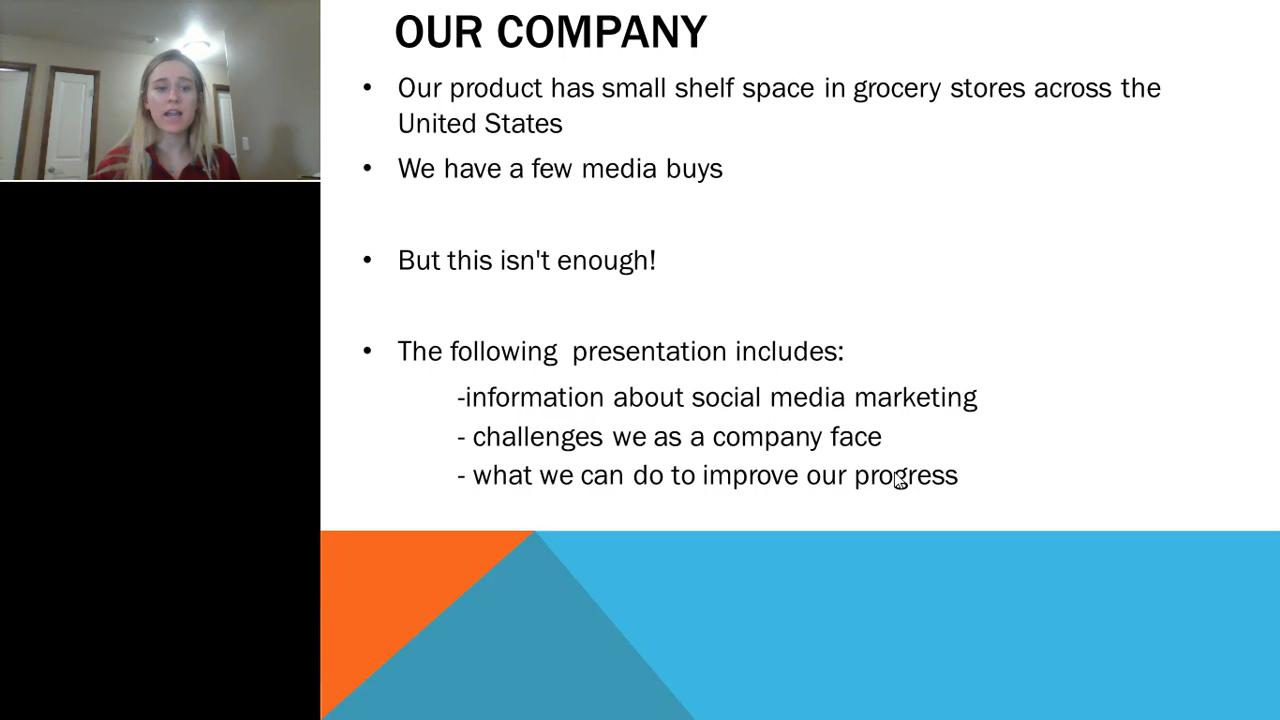 OUR COMPANY
• Our product has small shelf space in grocery stores across the
United States
• We have a few media buys
• But this isn't enough!
• The following  presentation includes:
-information about social media marketing
- challenges we as a company face
- what we can do to improve our progress